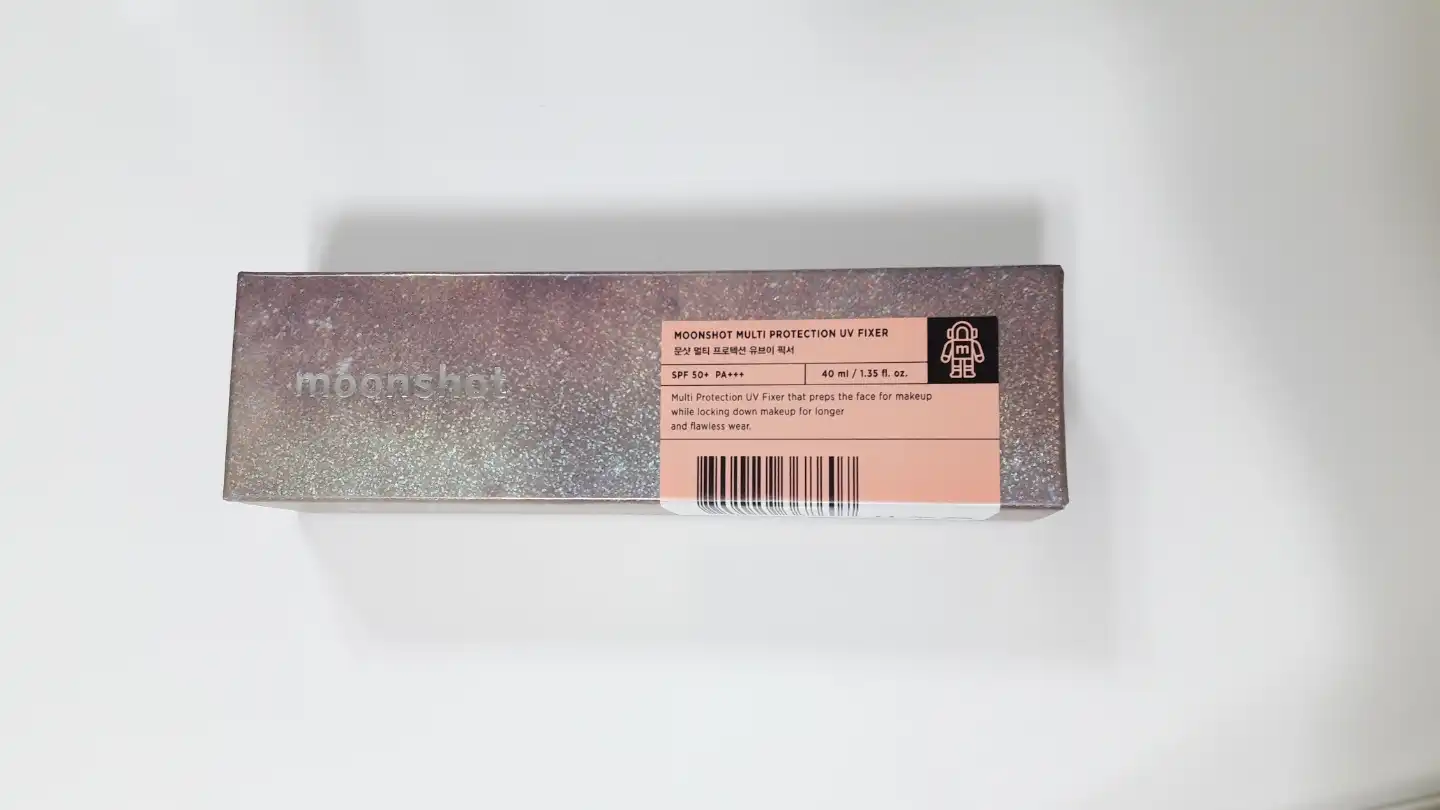 moonshot
MOONSHOT MULTI PROTECTION UV FIXER
문샷 멀티 프로텍션 유브이 픽서
SPF 50+ PA+++
40 ml / 1.35 fl. oz.
m
Multi Protection UV Fixer that preps the face for makeup
while locking down makeup for longer
and flawless wear.